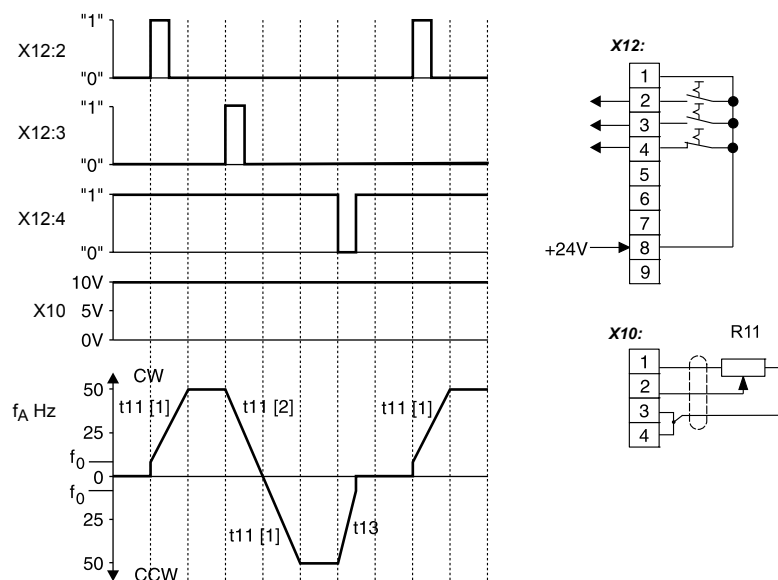 X12:2
"1"
"0"
X12:3
"1"
"0"
X12:4
"1"
"0"
X10
10V
5V
0V
fA Hz
CW
50
25
f0
0
f0
25
50
CCW
t11 [1]
t11 [2]
t11 [1]
t13
t11 [1]
X12:
1
2
3
4
5
6
7
8
9
+24V
X10:
R11
1
2
3
4